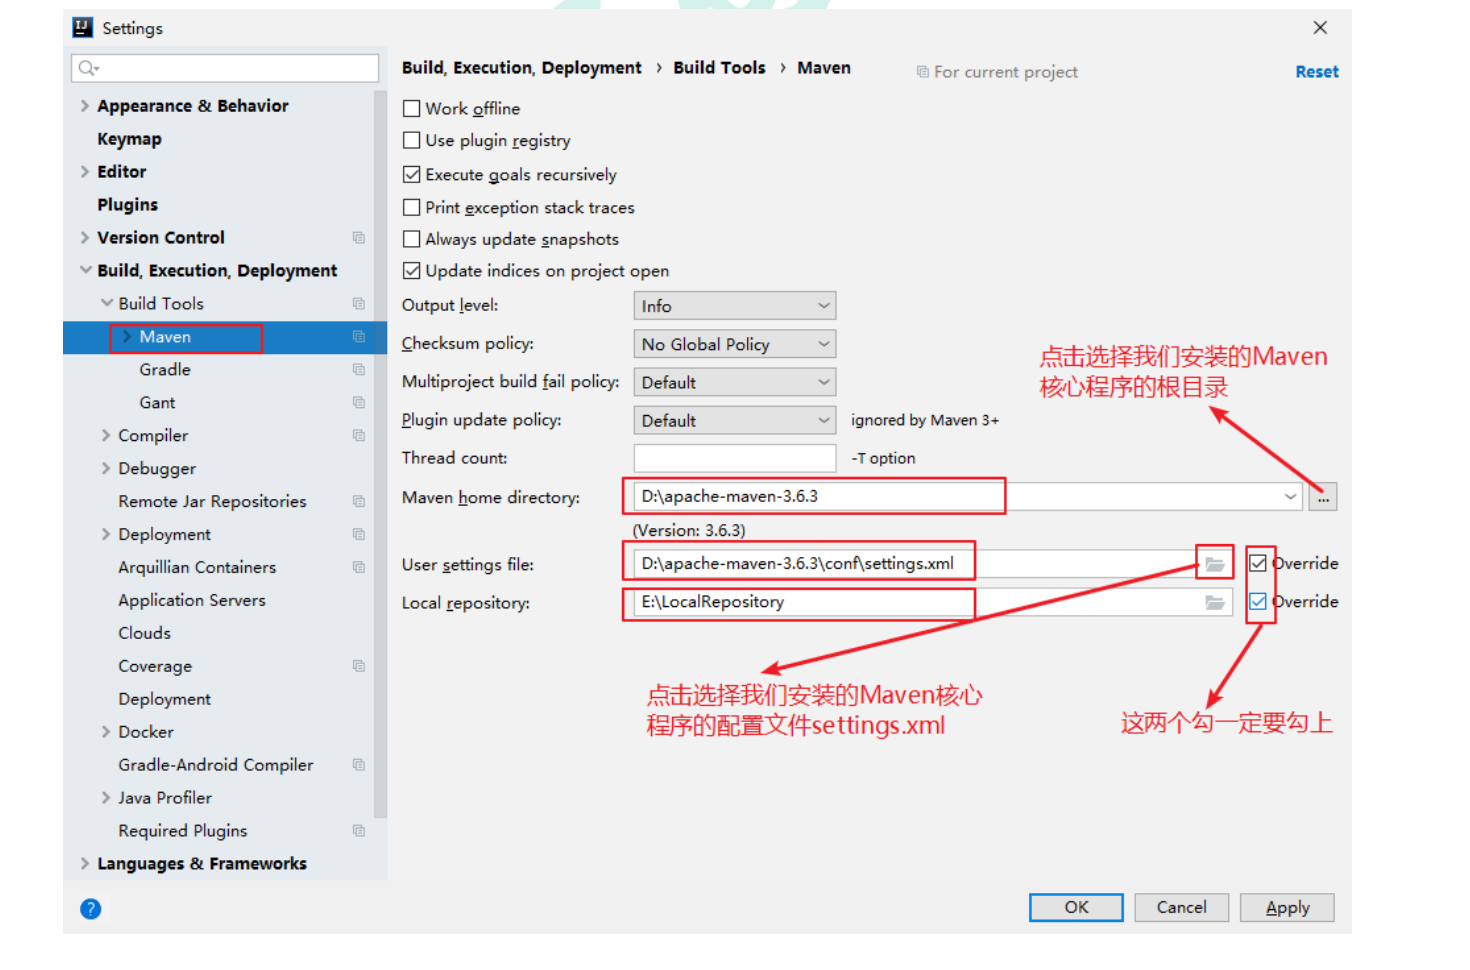 Settings
Build, Execution, Deployment › Build Tools › Maven
For current project
Reset
Appearance & Behavior
Keymap
Editor
Plugins
Version Control
Build, Execution, Deployment
Build Tools
Maven
Gradle
Gant
Compiler
Debugger
Remote Jar Repositories
Deployment
Arquillian Containers
Application Servers
Clouds
Coverage
Deployment
Docker
Gradle-Android Compiler
Java Profiler
Required Plugins
Languages & Frameworks
Work offline
Use plugin registry
Execute goals recursively
Print exception stack traces
Always update snapshots
Update indices on project open
Output level: Info
Checksum policy: No Global Policy
Multiproject build fail policy: Default
Plugin update policy: Default ignored by Maven 3+
Thread count: -T option
点击选择我们安装的Maven
核心程序的根目录
Maven home directory: D:\apache-maven-3.6.3 ...
(Version: 3.6.3)
User settings file: D:\apache-maven-3.6.3\conf\settings.xml Override
Local repository: E:\LocalRepository Override
点击选择我们安装的Maven核心
程序的配置文件settings.xml
这两个勾一定要勾上
?
OK Cancel Apply